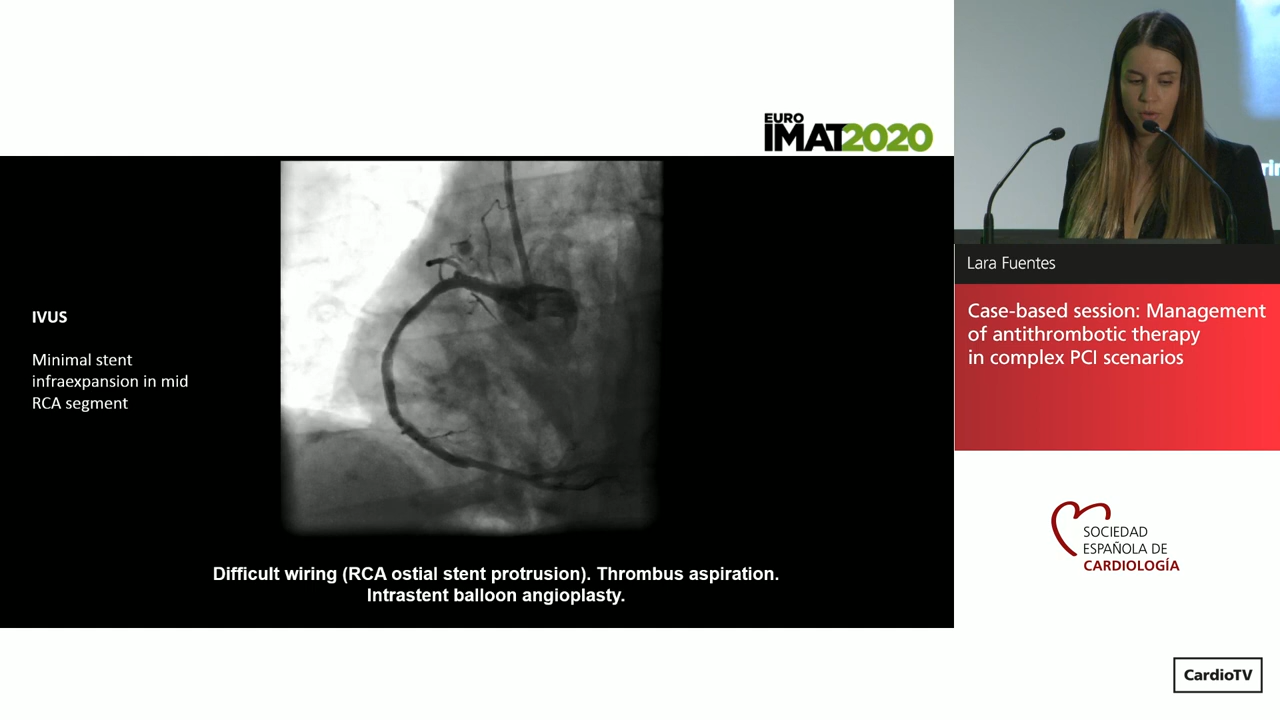 EURO
IMAT2020
IVUS
Minimal stent
infraexpansion in mid
RCA segment
Difficult wiring (RCA ostial stent protrusion). Thrombus aspiration.
Intrastent balloon angioplasty.
Lara Fuentes
Case-based session: Management
of antithrombotic therapy
in complex PCI scenarios
SOCIEDAD
ESPAÑOLA DE
CARDIOLOGÍA
CardioTV